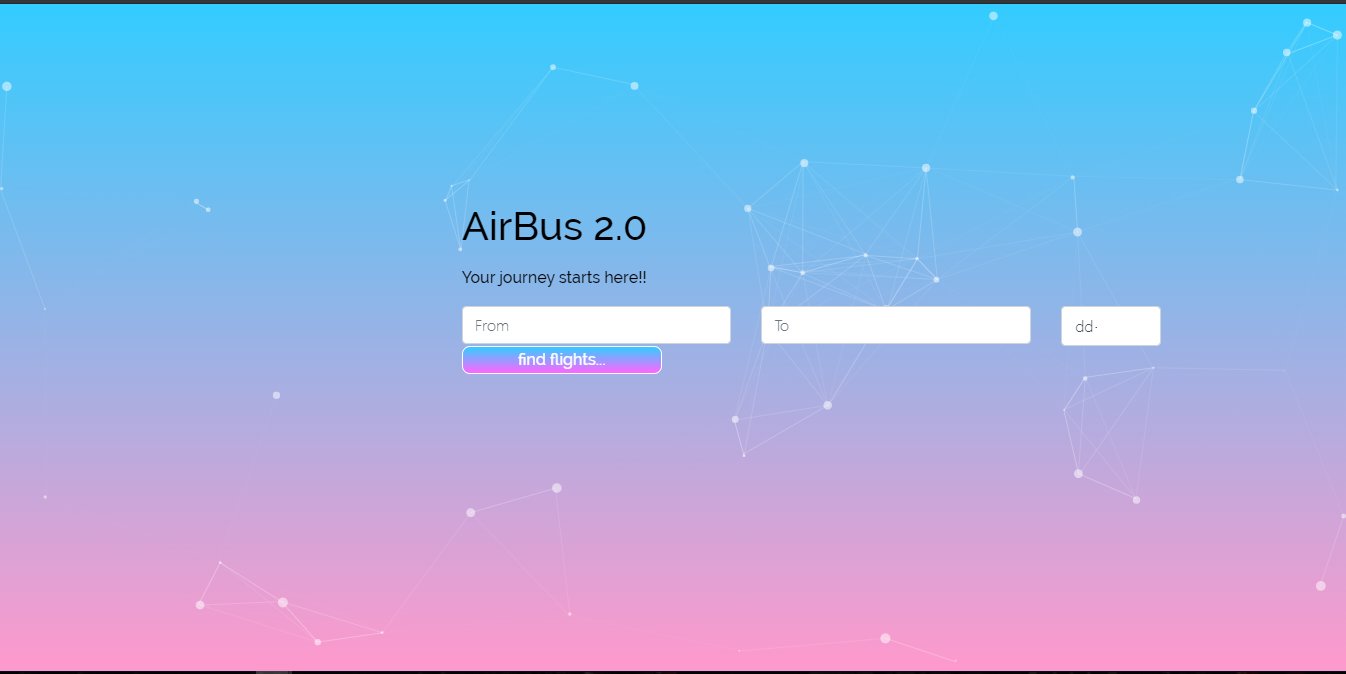 AirBus 2.0
Your journey starts here!!
From To dd-
find flights...